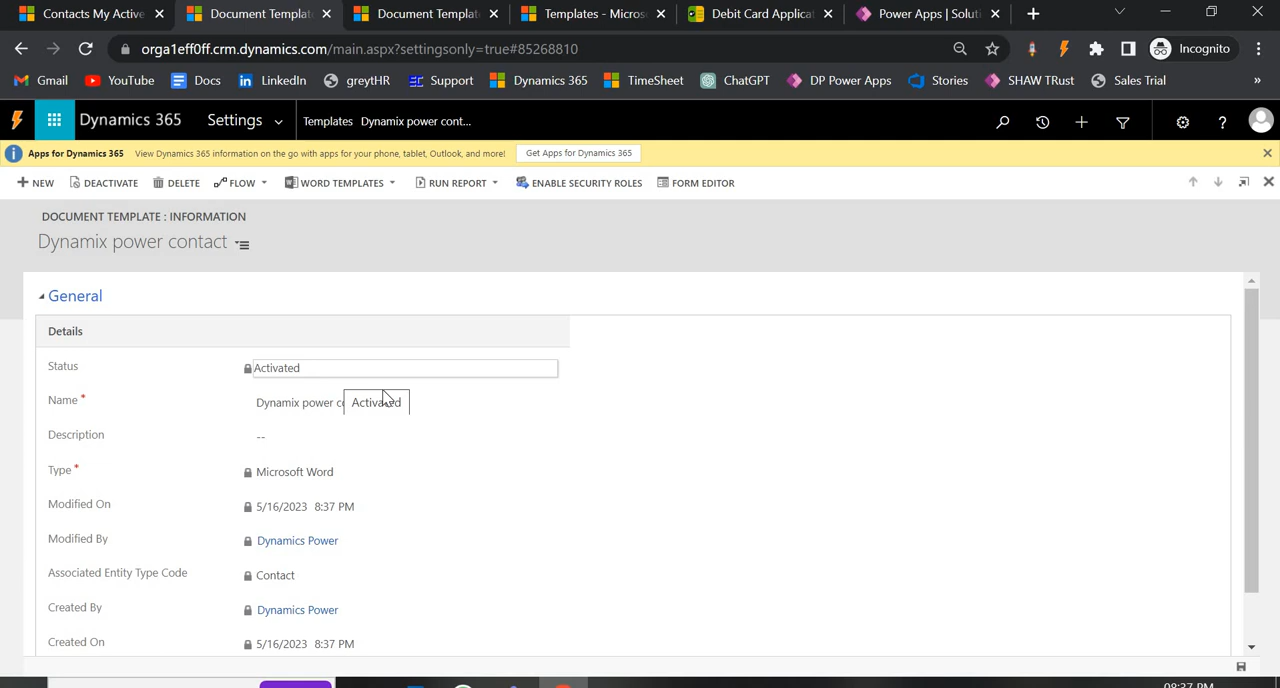 Contacts My Active
Document Templat
Document Templat
Templates - Micros
Debit Card Applicat
Power Apps | Soluti
orga1eff0ff.crm.dynamics.com/main.aspx?settingsonly=true#85268810
Incognito
Gmail
YouTube
Docs
LinkedIn
greytHR
Support
Dynamics 365
TimeSheet
ChatGPT
DP Power Apps
Stories
SHAW TRust
Sales Trial
»
Dynamics 365
Settings
Templates
Dynamix power cont...
Apps for Dynamics 365
View Dynamics 365 information on the go with apps for your phone, tablet, Outlook, and more!
Get Apps for Dynamics 365
NEW
DEACTIVATE
DELETE
FLOW
WORD TEMPLATES
RUN REPORT
ENABLE SECURITY ROLES
FORM EDITOR
DOCUMENT TEMPLATE : INFORMATION
Dynamix power contact
General
Details
Status
Activated
Name *
Dynamix power co
Activated
Description
--
Type *
Microsoft Word
Modified On
5/16/2023 8:37 PM
Modified By
Dynamics Power
Associated Entity Type Code
Contact
Created By
Dynamics Power
Created On
5/16/2023 8:37 PM
08:37 PM